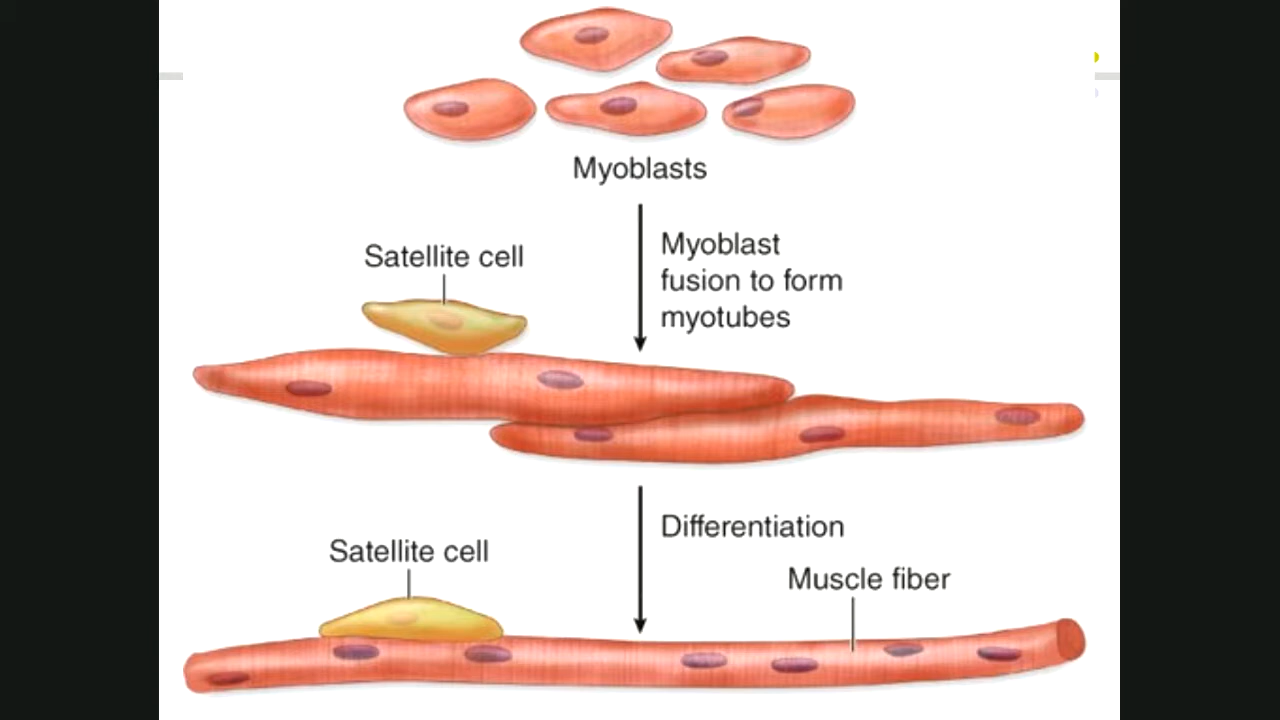 Myoblasts
Satellite cell
Myoblast
fusion to form
myotubes
Differentiation
Satellite cell
Muscle fiber